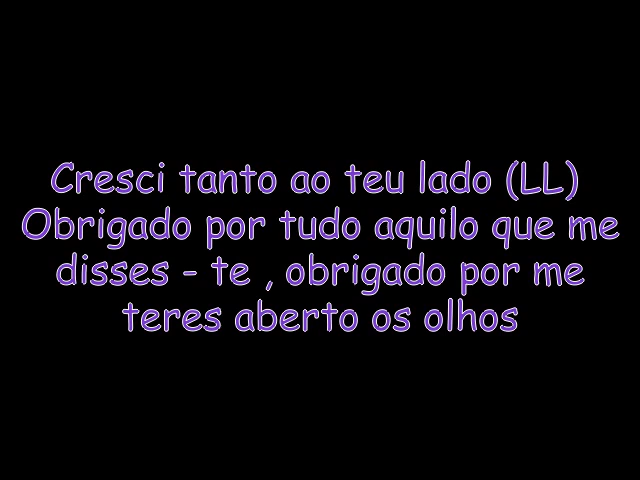 Cresci tanto ao teu lado (LL)
Obrigado por tudo aquilo que me
disses - te , obrigado por me
teres aberto os olhos